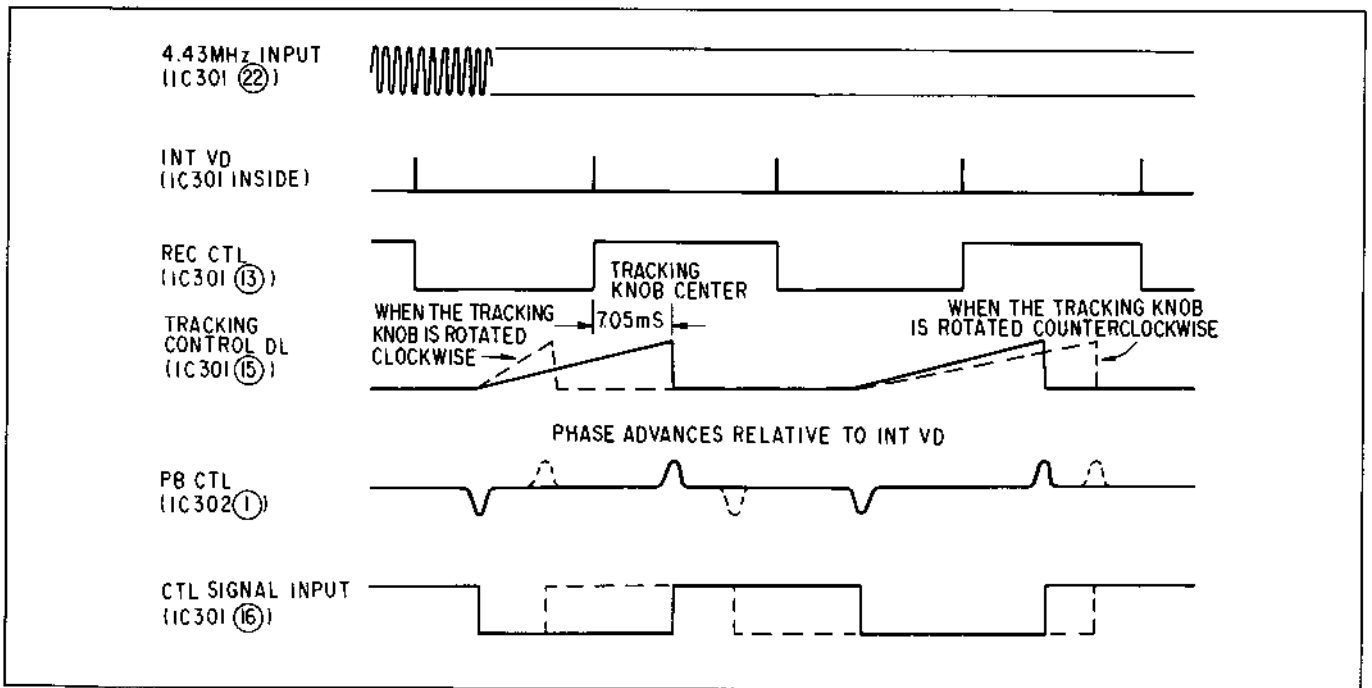 4.43MHz INPUT
(IC301 ㉒)
INT VD
(IC301 INSIDE)
REC CTL
(IC301 ⑬)
TRACKING
KNOB CENTER
7.05mS
WHEN THE TRACKING
KNOB IS ROTATED
CLOCKWISE
WHEN THE TRACKING KNOB
IS ROTATED COUNTERCLOCKWISE
TRACKING
CONTROL DL
(IC301 ⑮)
PHASE ADVANCES RELATIVE TO INT VD
PB CTL
(IC302 ①)
CTL SIGNAL INPUT
(IC301 ⑯)